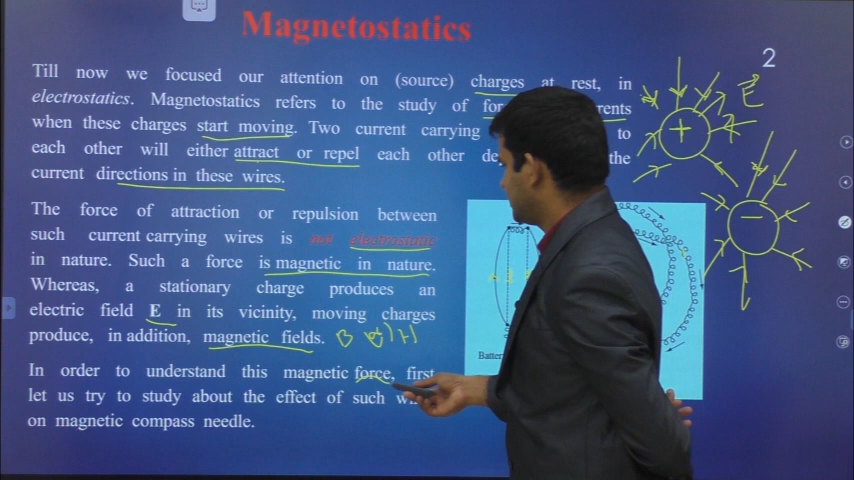 Magnetostatics
2
Till now we focused our attention on (source) charges at rest, in
electrostatics. Magnetostatics refers to the study of
when these charges start moving. Two current carrying to
each other will either attract or repel each other the
current directions in these wires.
The force of attraction or repulsion between
such current carrying wires is not electrostatic
in nature. Such a force is magnetic in nature.
Whereas, a stationary charge produces an
electric field E in its vicinity, moving charges
produce, in addition, magnetic fields. B
In order to understand this magnetic force, first
let us try to study about the effect of such
on magnetic compass needle.
E
+
−